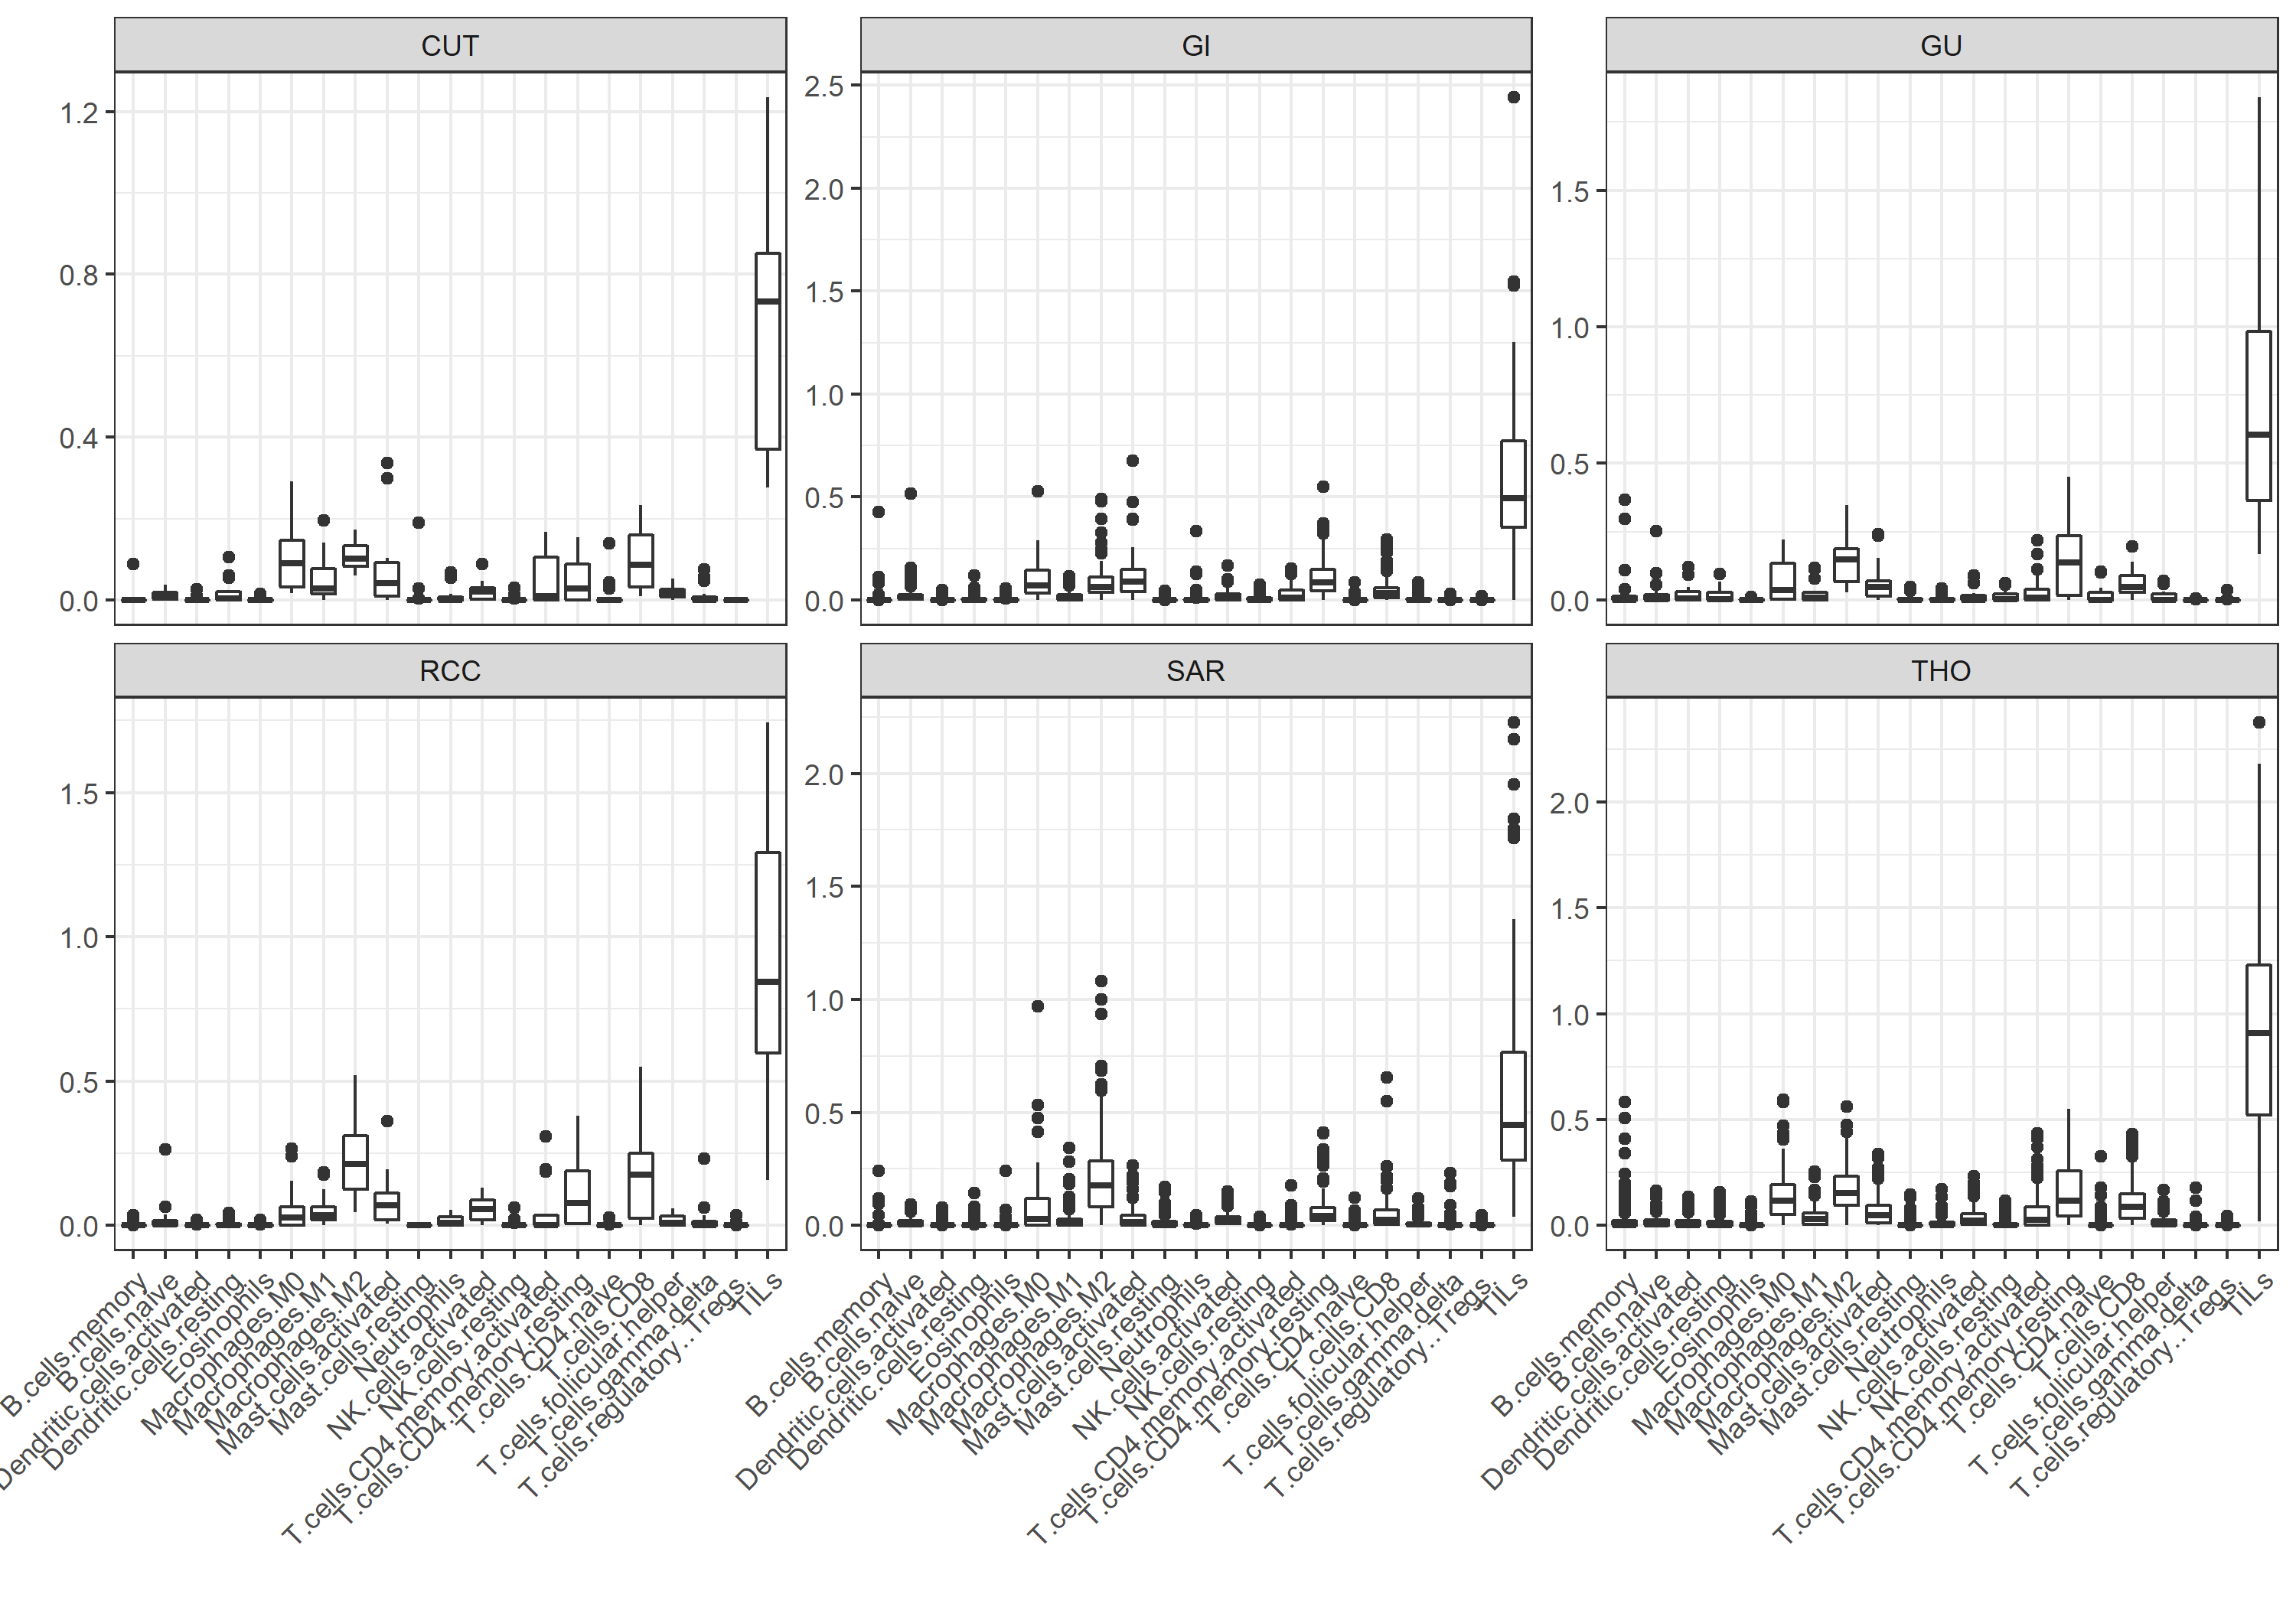 CUT
1.2
0.8
0.4
0.0
GI
2.5
2.0
1.5
1.0
0.5
0.0
GU
1.5
1.0
0.5
0.0
RCC
1.5
1.0
0.5
0.0
SAR
2.0
1.5
1.0
0.5
0.0
THO
2.0
1.5
1.0
0.5
0.0
B.cells.memory
B.cells.naive
Dendritic.cells.activated
Dendritic.cells.resting
Eosinophils
Macrophages.M0
Macrophages.M1
Macrophages.M2
Mast.cells.activated
Mast.cells.resting
Neutrophils
NK.cells.activated
NK.cells.resting
T.cells.CD4.memory.activated
T.cells.CD4.memory.resting
T.cells.CD4.naive
T.cells.CD8
T.cells.follicular.helper
T.cells.gamma.delta
T.cells.regulatory..Tregs.
TILs
B.cells.memory
B.cells.naive
Dendritic.cells.activated
Dendritic.cells.resting
Eosinophils
Macrophages.M0
Macrophages.M1
Macrophages.M2
Mast.cells.activated
Mast.cells.resting
Neutrophils
NK.cells.activated
NK.cells.resting
T.cells.CD4.memory.activated
T.cells.CD4.memory.resting
T.cells.CD4.naive
T.cells.CD8
T.cells.follicular.helper
T.cells.gamma.delta
T.cells.regulatory..Tregs.
TILs
B.cells.memory
B.cells.naive
Dendritic.cells.activated
Dendritic.cells.resting
Eosinophils
Macrophages.M0
Macrophages.M1
Macrophages.M2
Mast.cells.activated
Mast.cells.resting
Neutrophils
NK.cells.activated
NK.cells.resting
T.cells.CD4.memory.activated
T.cells.CD4.memory.resting
T.cells.CD4.naive
T.cells.CD8
T.cells.follicular.helper
T.cells.gamma.delta
T.cells.regulatory..Tregs.
TILs